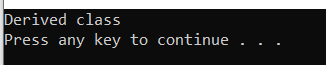 Derived class
Press any key to continue . . .